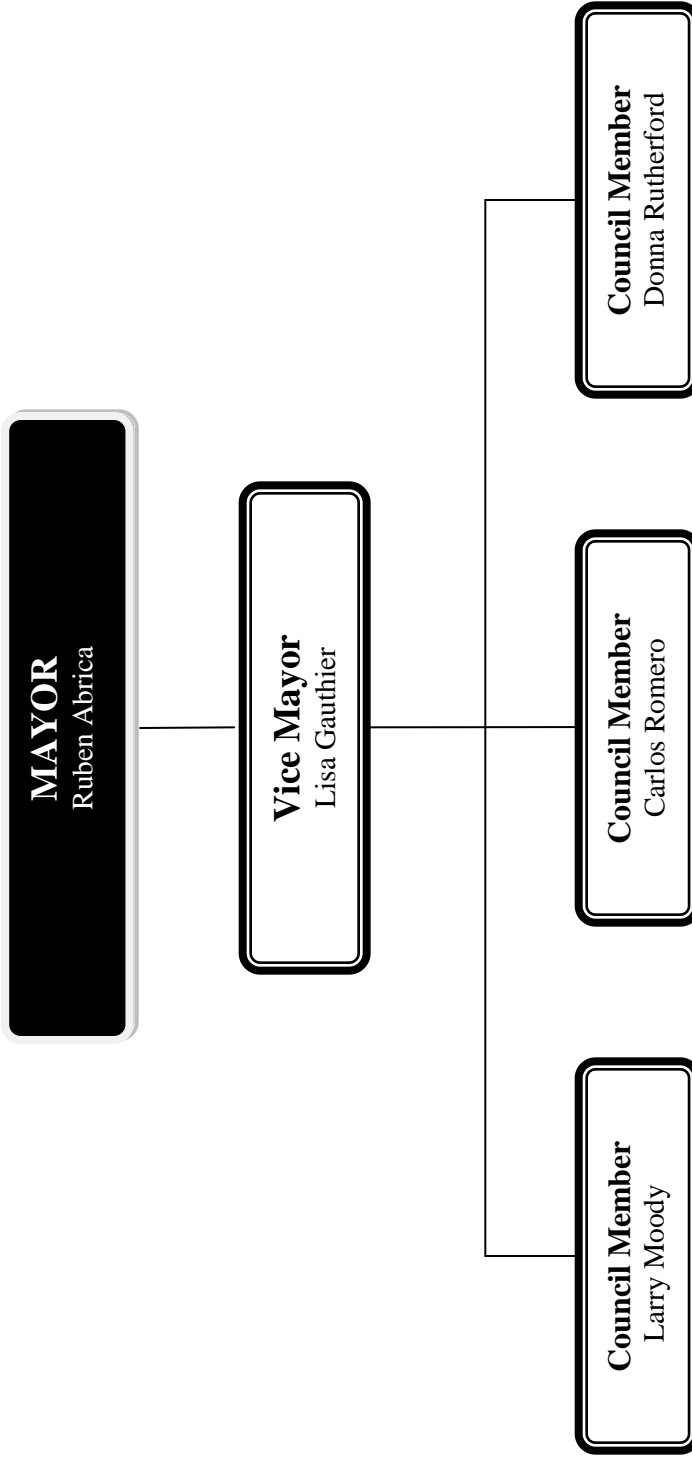 MAYOR
Ruben Abrica
Vice Mayor
Lisa Gauthier
Council Member
Larry Moody
Council Member
Carlos Romero
Council Member
Donna Rutherford